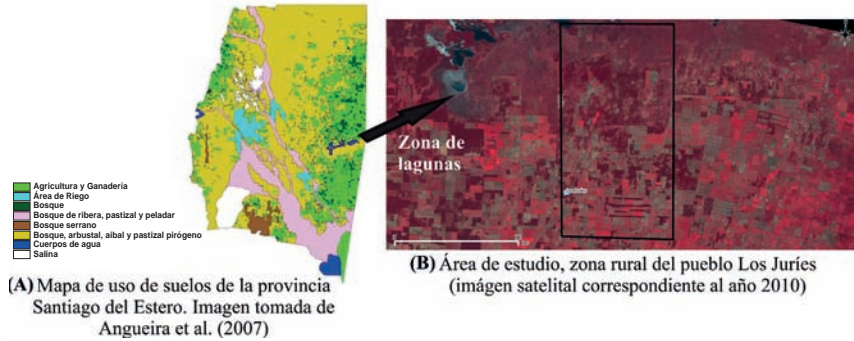 Agricultura y Ganadería
Área de Riego
Bosque
Bosque de ribera, pastizal y peladar
Bosque serrano
Bosque, arbustal, aibal y pastizal pirógeno
Cuerpos de agua
Salina
(A) Mapa de uso de suelos de la provincia
Santiago del Estero. Imagen tomada de
Angueira et al. (2007)
Zona de
lagunas
(B) Área de estudio, zona rural del pueblo Los Juríes
(imágen satelital correspondiente al año 2010)